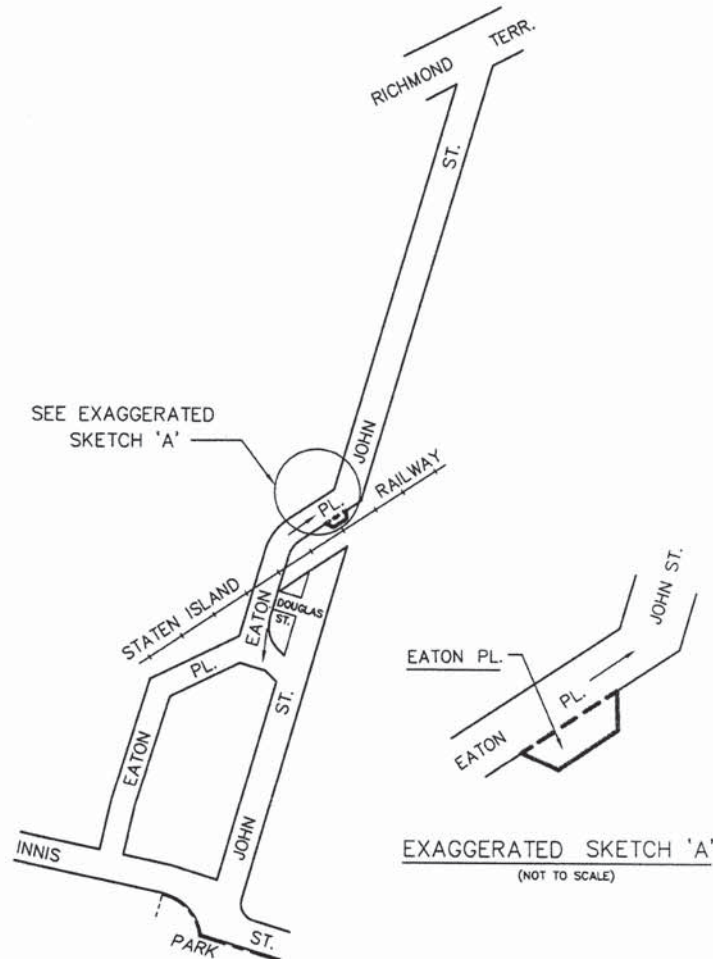 RICHMOND TERR.
ST.
JOHN
SEE EXAGGERATED
SKETCH 'A'
PL.
RAILWAY
STATEN ISLAND
EATON
DOUGLAS
ST.
PL.
EATON
ST.
JOHN
INNIS
ST.
PARK
JOHN ST.
EATON PL.
PL.
EATON
EXAGGERATED SKETCH 'A'
(NOT TO SCALE)